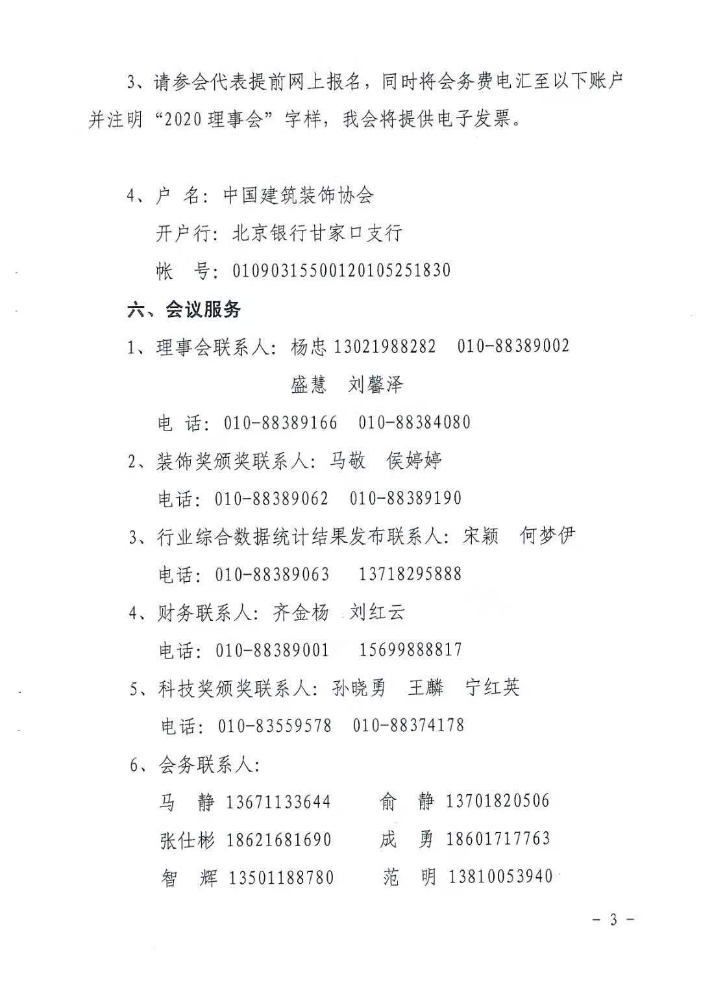 3、请参会代表提前网上报名，同时将会务费电汇至以下账户
并注明“2020理事会”字样，我会将提供电子发票。
4、户 名：中国建筑装饰协会
开户行：北京银行甘家口支行
帐 号：01090315500120105251830
六、会议服务
1、理事会联系人：杨忠 13021988282 010-88389002
盛慧 刘馨泽
电 话：010-88389166 010-88384080
2、装饰奖颁奖联系人：马敬 侯婷婷
电话：010-88389062 010-88389190
3、行业综合数据统计结果发布联系人：宋颖 何梦伊
电话：010-88389063 13718295888
4、财务联系人：齐金杨 刘红云
电话：010-88389001 15699888817
5、科技奖颁奖联系人：孙晓勇 王麟 宁红英
电话：010-83559578 010-88374178
6、会务联系人：
马 静 13671133644 俞 静 13701820506
张仕彬 18621681690 成 勇 18601717763
智 辉 13501188780 范 明 13810053940
- 3 -